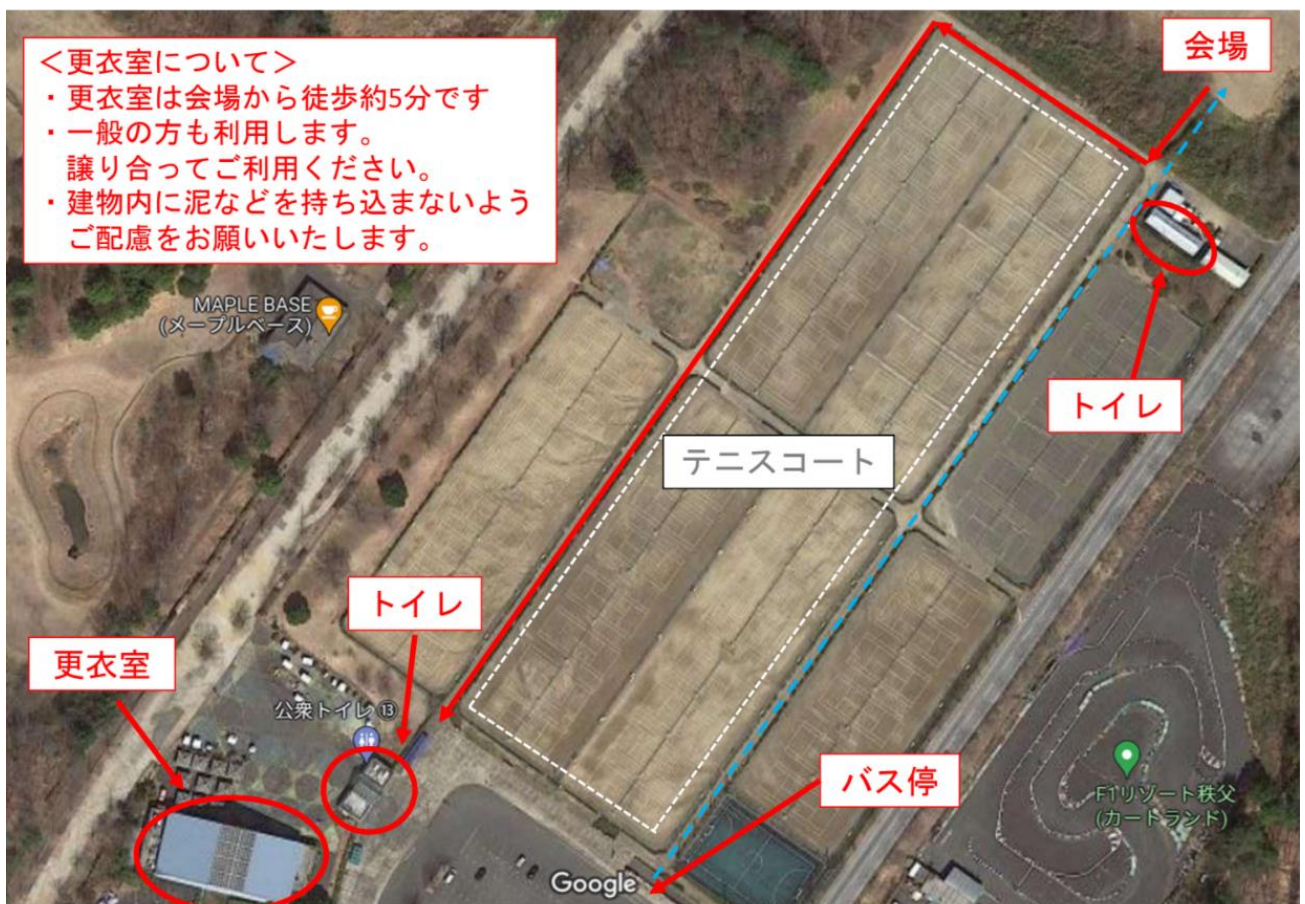 ＜更衣室について＞
・更衣室は会場から徒歩約5分です
・一般の方も利用します。
譲り合ってご利用ください。
・建物内に泥などを持ち込まないよう
ご配慮をお願いいたします。
会場
MAPLE BASE
(メープルベース)
トイレ
テニスコート
トイレ
更衣室
公衆トイレ ⑬
バス停
F1リゾート秩父
(カートランド)
Google